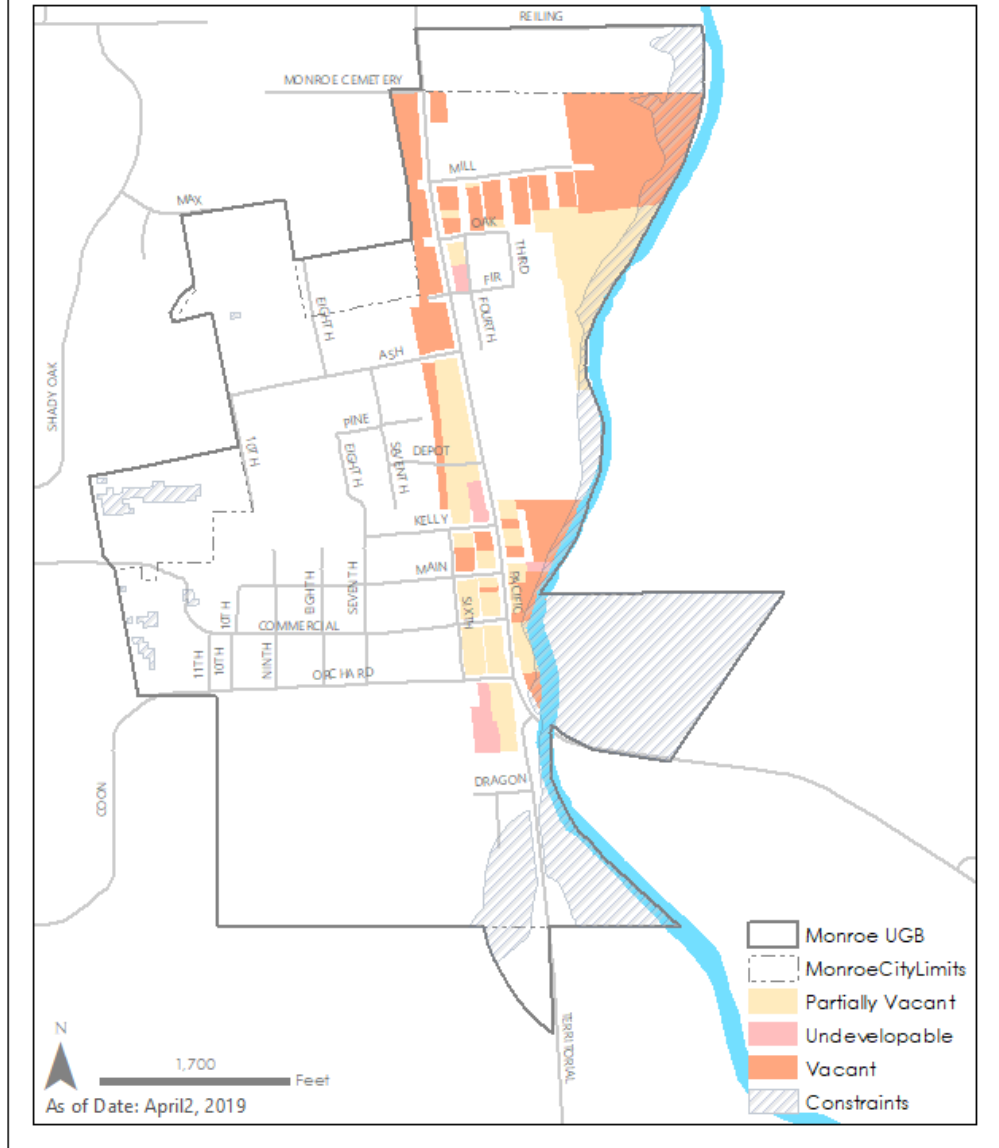 REILING
MONROE CEMETERY
MILL
MAX
OAK
THIRD
FIR
EIGHTH
FOURTH
ASH
SHADY OAK
PINE
10TH
EIGHTH
SEVENTH
DEPOT
KELLY
MAIN
EIGHTH
SEVENTH
SIXTH
PACIFIC
10TH
COMMERCIAL
11TH
10TH
NINTH
ORCHARD
DRAGON
COON
TERRITORIAL
Monroe UGB
MonroeCityLimits
Partially Vacant
Undevelopable
Vacant
Constraints
N
1,700
Feet
As of Date: April2, 2019